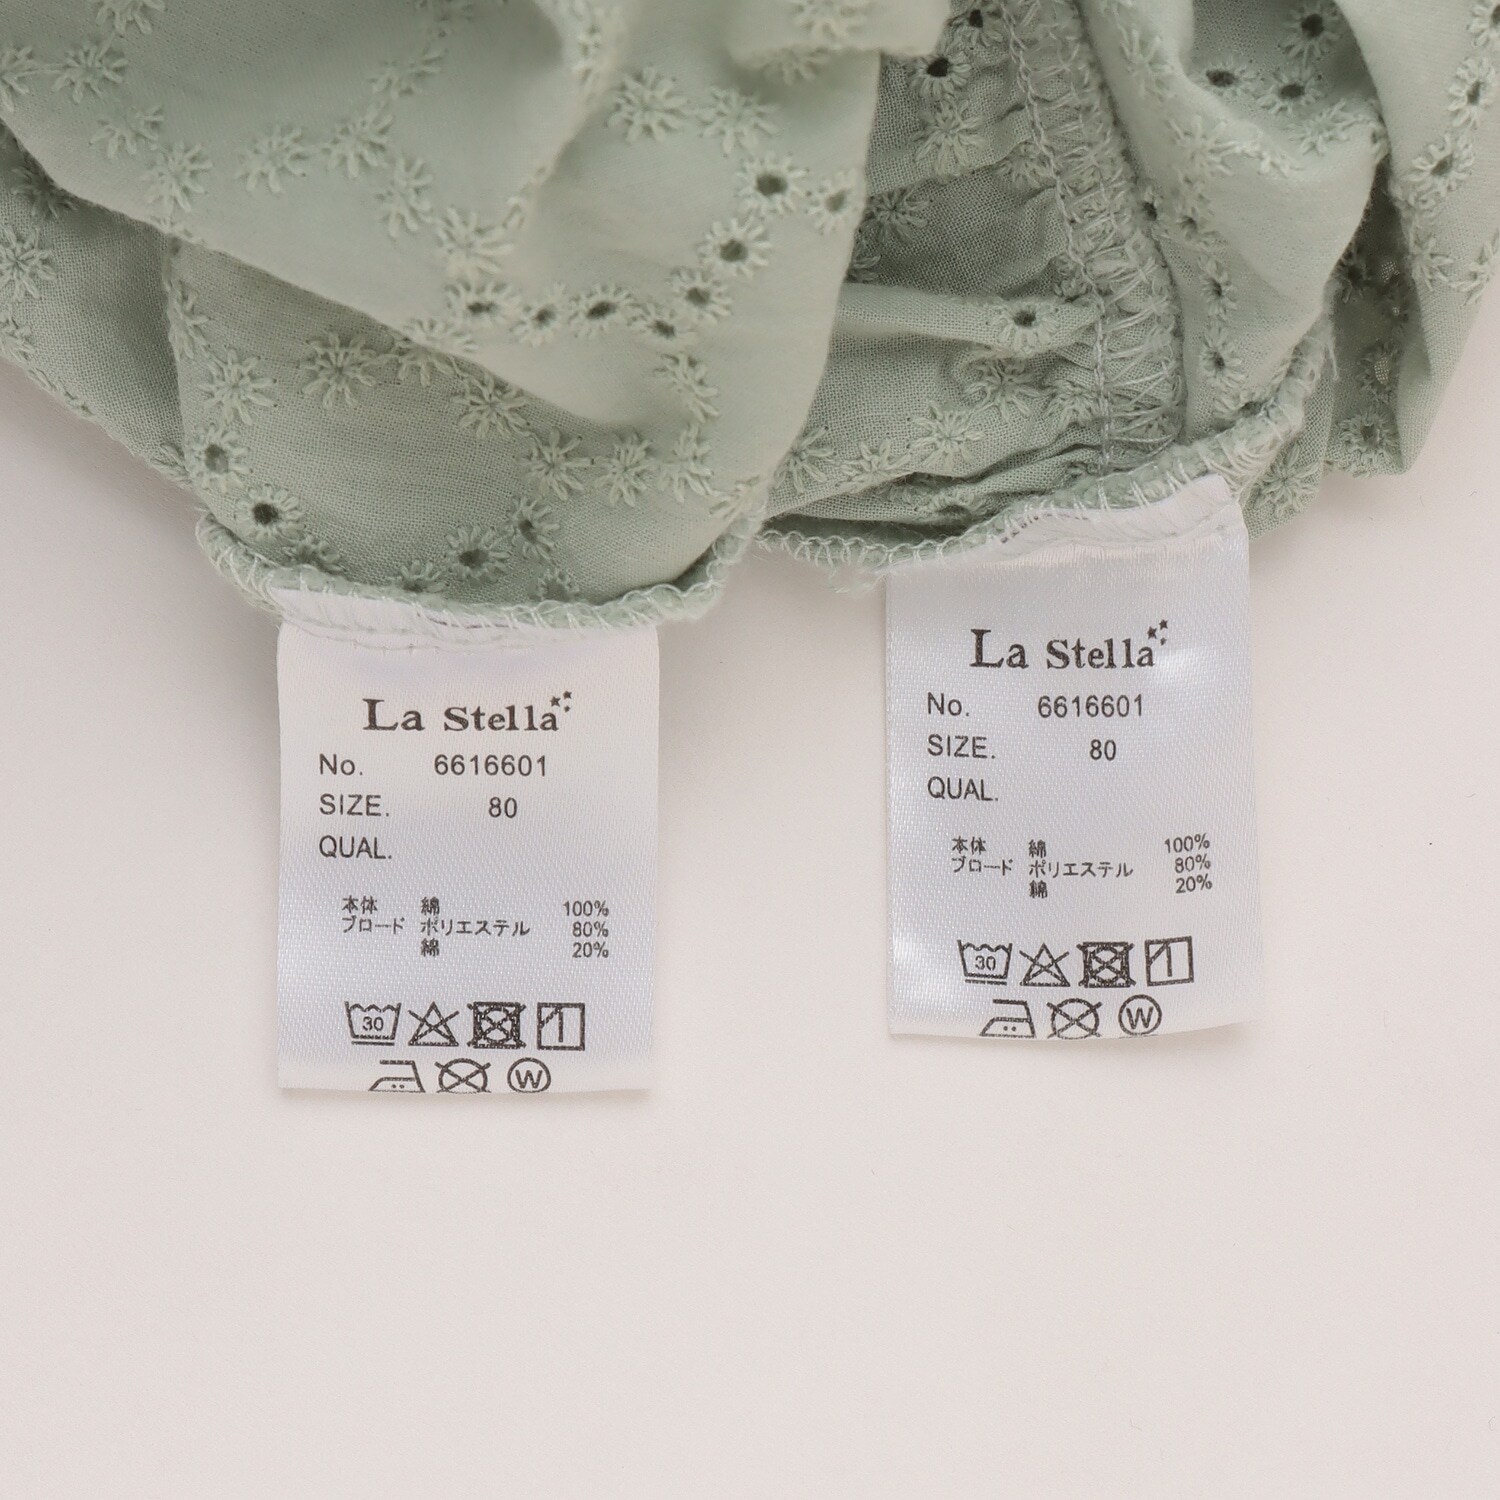 La Stella
No. 6616601
SIZE. 80
QUAL.
本体 綿 100%
ブロード ポリエステル 80%
綿 20%
30
W
La Stella
No. 6616601
SIZE. 80
QUAL.
本体 綿 100%
ブロード ポリエステル 80%
綿 20%
30
W